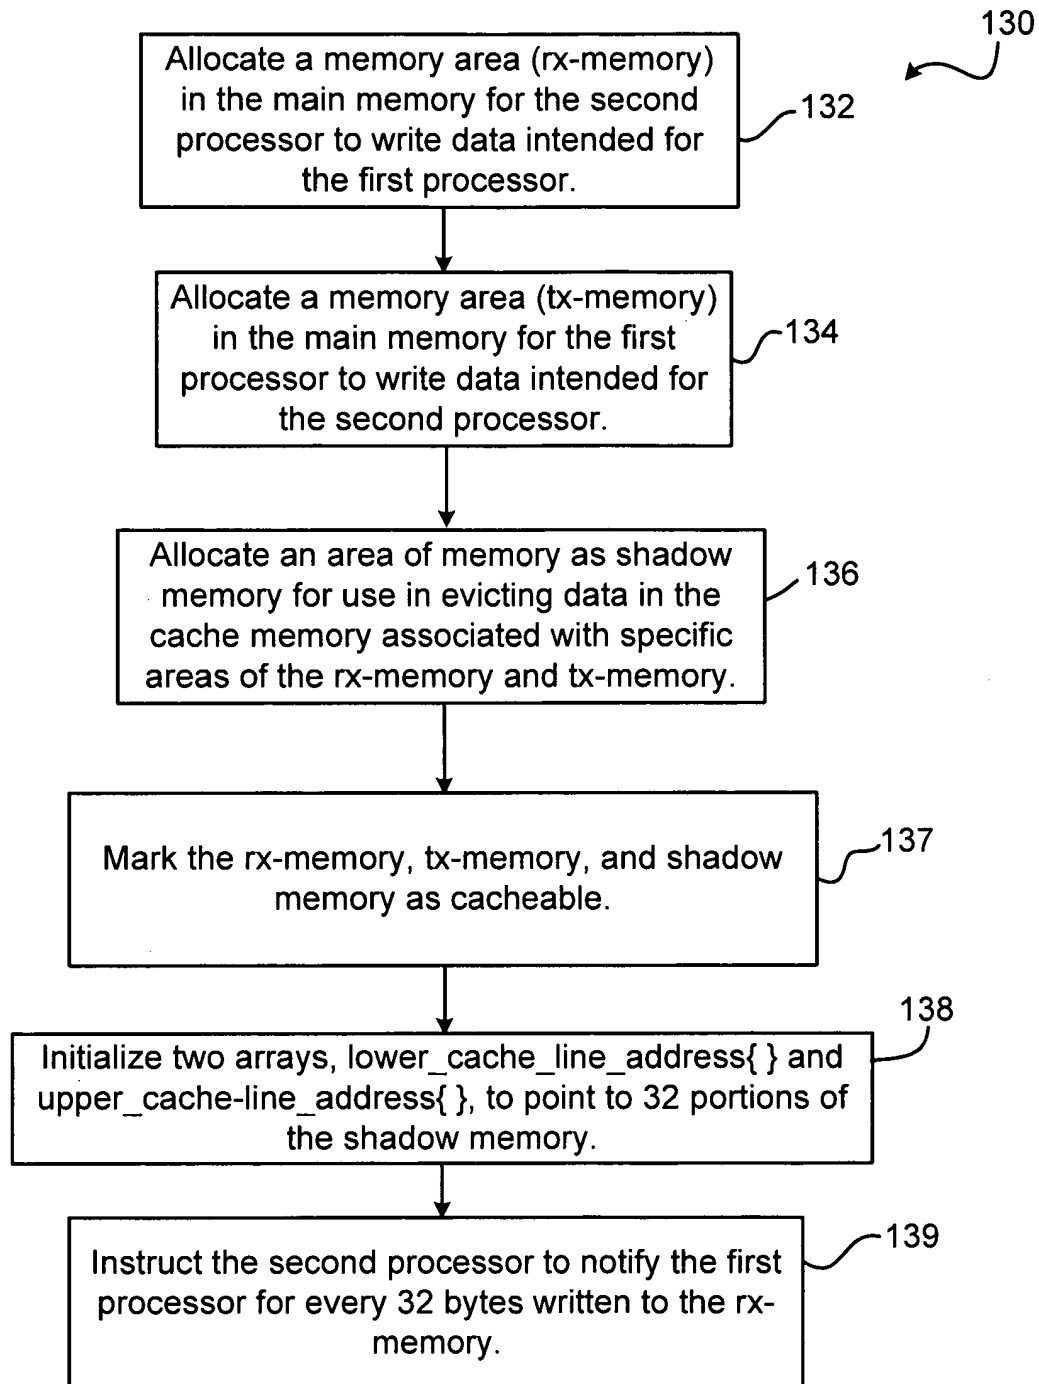 130
Allocate a memory area (rx-memory)
in the main memory for the second
processor to write data intended for
the first processor.
132
Allocate a memory area (tx-memory)
in the main memory for the first
processor to write data intended for
the second processor.
134
Allocate an area of memory as shadow
memory for use in evicting data in the
cache memory associated with specific
areas of the rx-memory and tx-memory.
136
Mark the rx-memory, tx-memory, and shadow
memory as cacheable.
137
138
Initialize two arrays, lower_cache_line_address{ } and
upper_cache-line_address{ }, to point to 32 portions of
the shadow memory.
139
Instruct the second processor to notify the first
processor for every 32 bytes written to the rx-
memory.